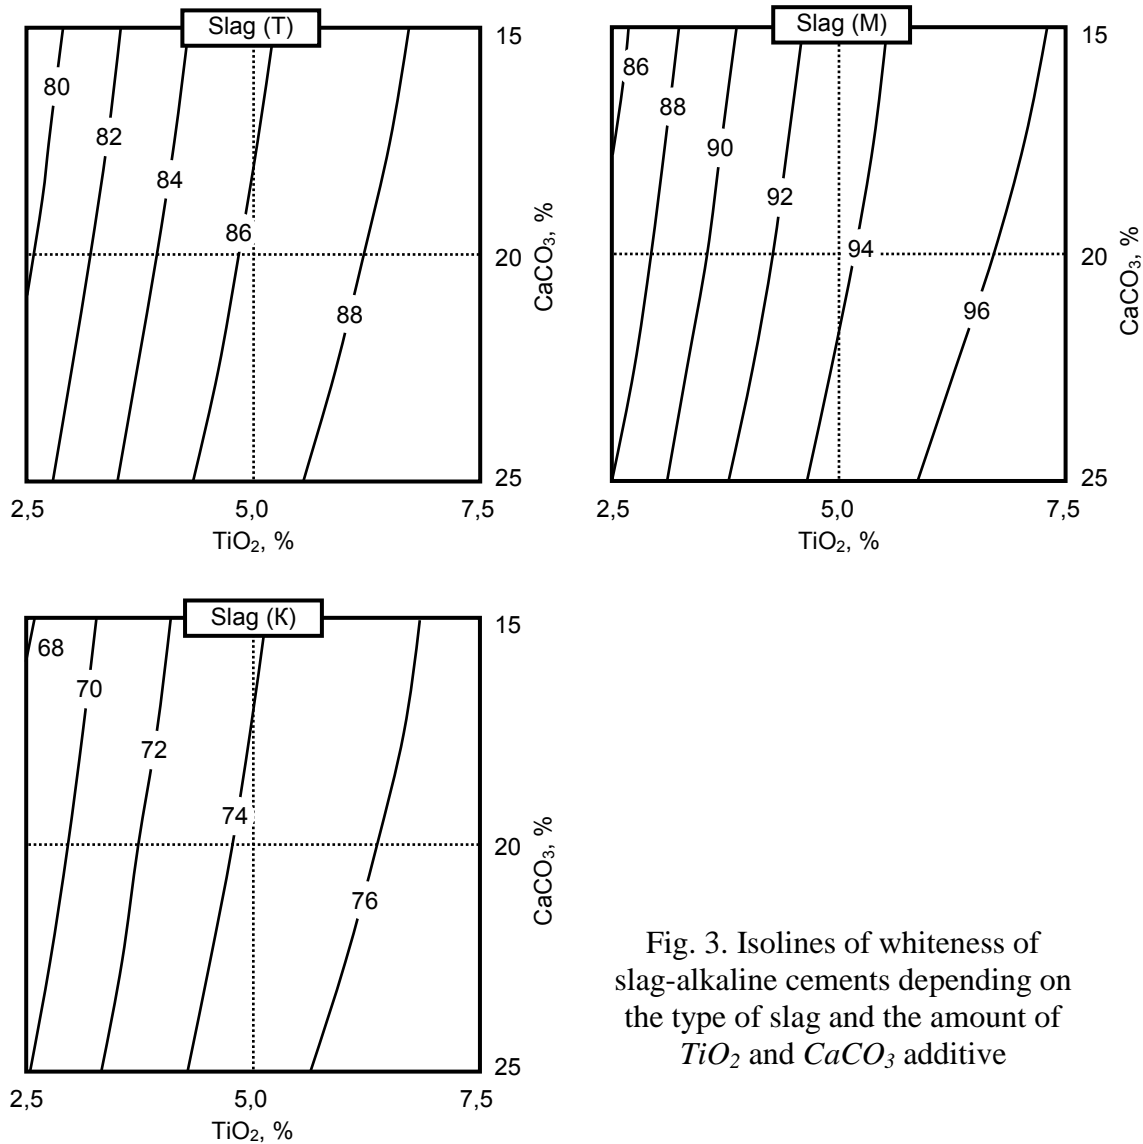 Slag (T)
15
80
82
84
86
88
20
25
CaCO₃, %
2,5
5,0
7,5
TiO₂, %
Slag (M)
15
86
88
90
92
94
96
20
25
CaCO₃, %
2,5
5,0
7,5
TiO₂, %
Slag (K)
15
68
70
72
74
76
20
25
CaCO₃, %
2,5
5,0
7,5
TiO₂, %
Fig. 3. Isolines of whiteness of
slag-alkaline cements depending on
the type of slag and the amount of
TiO₂ and CaCO₃ additive